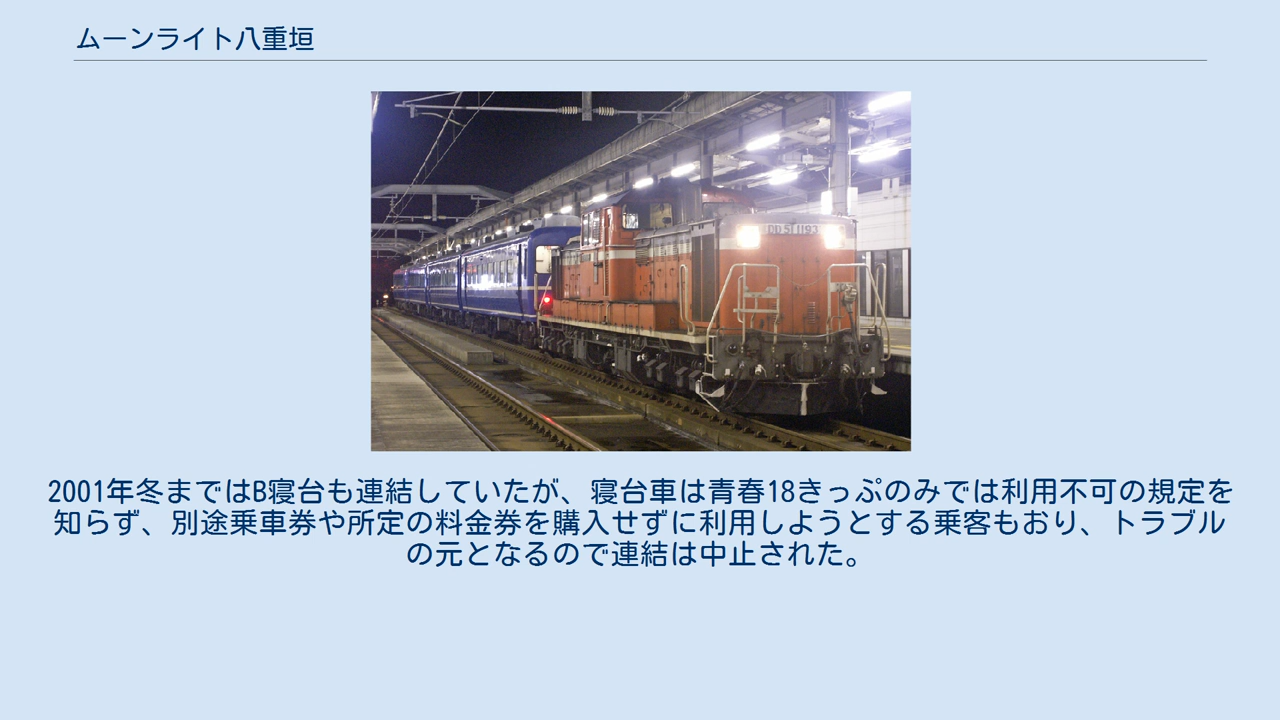 ムーンライト八重垣
DD 51 1193
2001年冬まではB寝台も連結していたが、寝台車は青春18きっぷのみでは利用不可の規定を
知らず、別途乗車券や所定の料金券を購入せずに利用しようとする乗客もおり、トラブル
の元となるので連結は中止された。